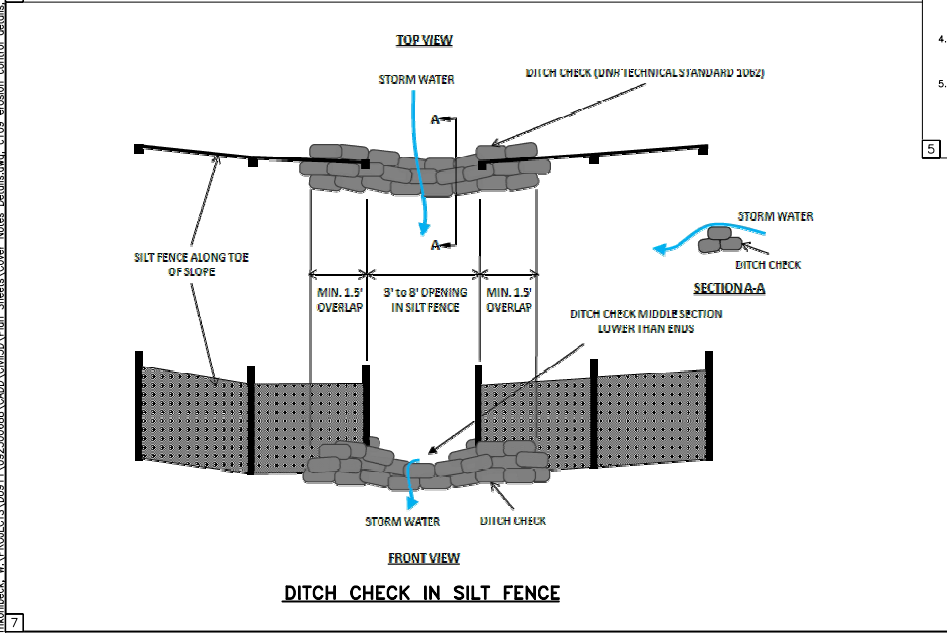 TOP VIEW
STORM WATER
DITCH CHECK (DNR TECHNICAL STANDARD 1062)
4.
5.
A
5
A
STORM WATER
SILT FENCE ALONG TOE
OF SLOPE
DITCH CHECK
SECTION A-A
MIN. 1.5'
OVERLAP
3' to 8' OPENING
IN SILT FENCE
MIN. 1.5'
OVERLAP
DITCH CHECK MIDDLE SECTION
LOWER THAN ENDS
STORM WATER
DITCH CHECK
FRONT VIEW
DITCH CHECK IN SILT FENCE
7